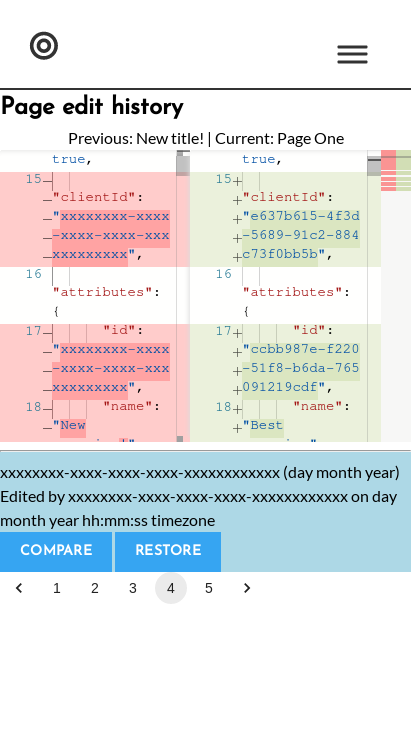 Page edit history
Previous: New title! | Current: Page One
true,
15
"clientId":
"xxxxxxxx-xxxx
-xxxx-xxxx-xxx
xxxxxxxxx",
16
"attributes":
{
17 "id":
"xxxxxxxx-xxxx
-xxxx-xxxx-xxx
xxxxxxxxx",
18 "name":
"New
true,
15
"clientId":
"e637b615-4f3d
-5689-91c2-884
c73f0bb5b",
16
"attributes":
{
17 "id":
"ccbb987e-f220
-51f8-b6da-765
091219cdf",
18 "name":
"Best
xxxxxxxx-xxxx-xxxx-xxxx-xxxxxxxxxxxx (day month year)
Edited by xxxxxxxx-xxxx-xxxx-xxxx-xxxxxxxxxxxx on day
month year hh:mm:ss timezone
COMPARE RESTORE
1 2 3 4 5